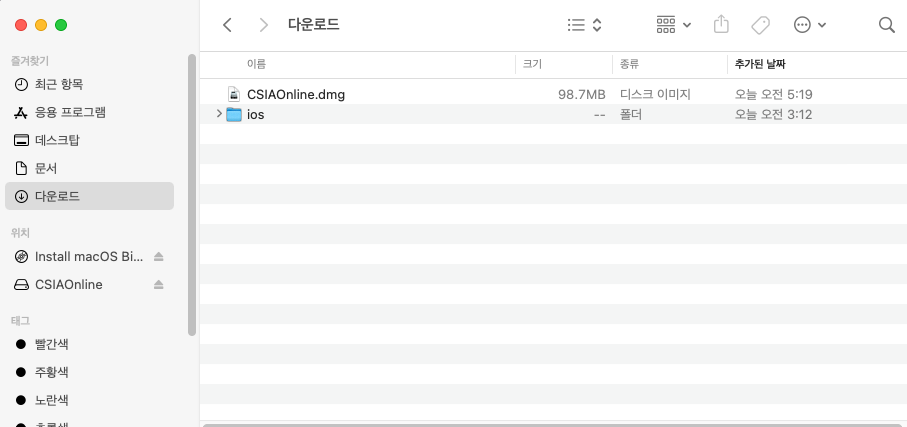 다운로드
즐겨찾기
최근 항목
응용 프로그램
데스크탑
문서
다운로드
위치
Install macOS Bi...
CSIAOnline
태그
빨간색
주황색
노란색
이름 크기 종류 추가된 날짜
CSIAOnline.dmg 98.7MB 디스크 이미지 오늘 오전 5:19
ios -- 폴더 오늘 오전 3:12